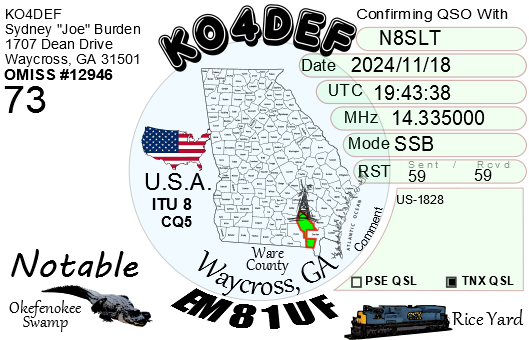 KO4DEF
Sydney "Joe" Burden
1707 Dean Drive
Waycross, GA 31501
OMISS #12946
73
KO4DEF
Confirming QSO With
N8SLT
Date 2024/11/18
UTC 19:43:38
MHz 14.335000
Mode SSB
Sent / Rcvd
RST 59 59
U.S.A.
ITU 8
CQ5
ATLANTIC OCEAN
Comment
US-1828
Ware
County
Waycross, GA
EM81UF
PSE QSL TNX QSL
Notable
Okefenokee
Swamp
Rice Yard